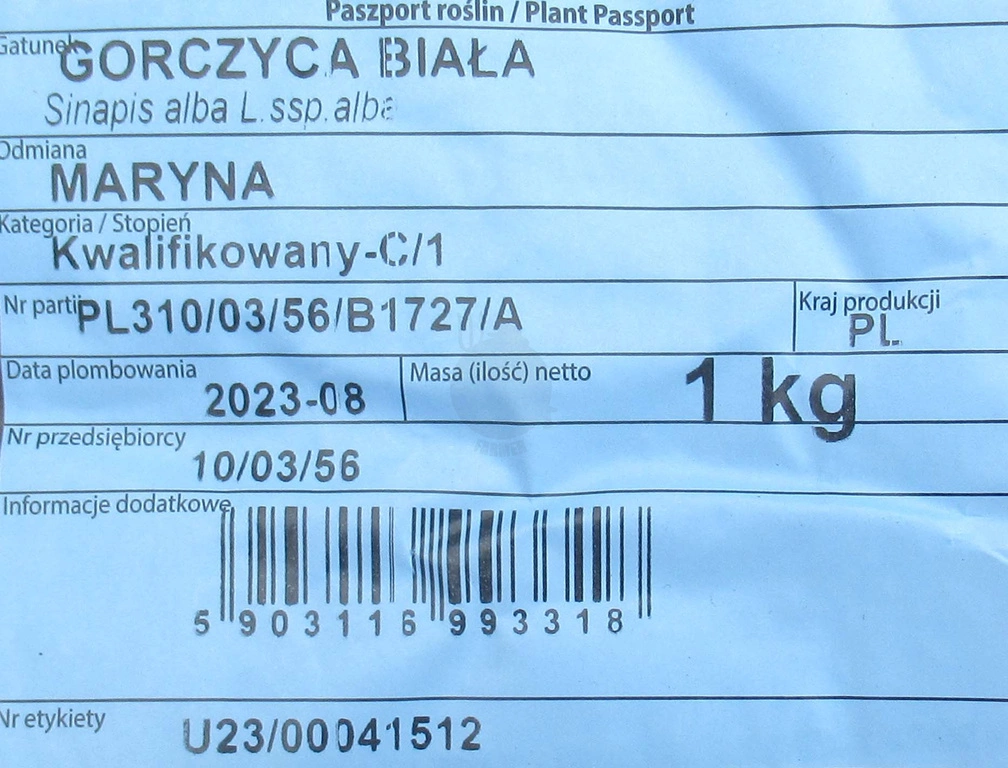 Paszport roślin / Plant Passport
Gatunek
GORCZYCA BIAŁA
Sinapis alba L. ssp. alba
Odmiana
MARYNA
Kategoria / Stopień
Kwalifikowany-C/1
Nr partii PL310/03/56/B1727/A
Kraj produkcji
PL
Data plombowania
2023-08
Masa (ilość) netto 1 kg
Nr przedsiębiorcy
10/03/56
Informacje dodatkowe
5 903116 993318
Nr etykiety U23/00041512